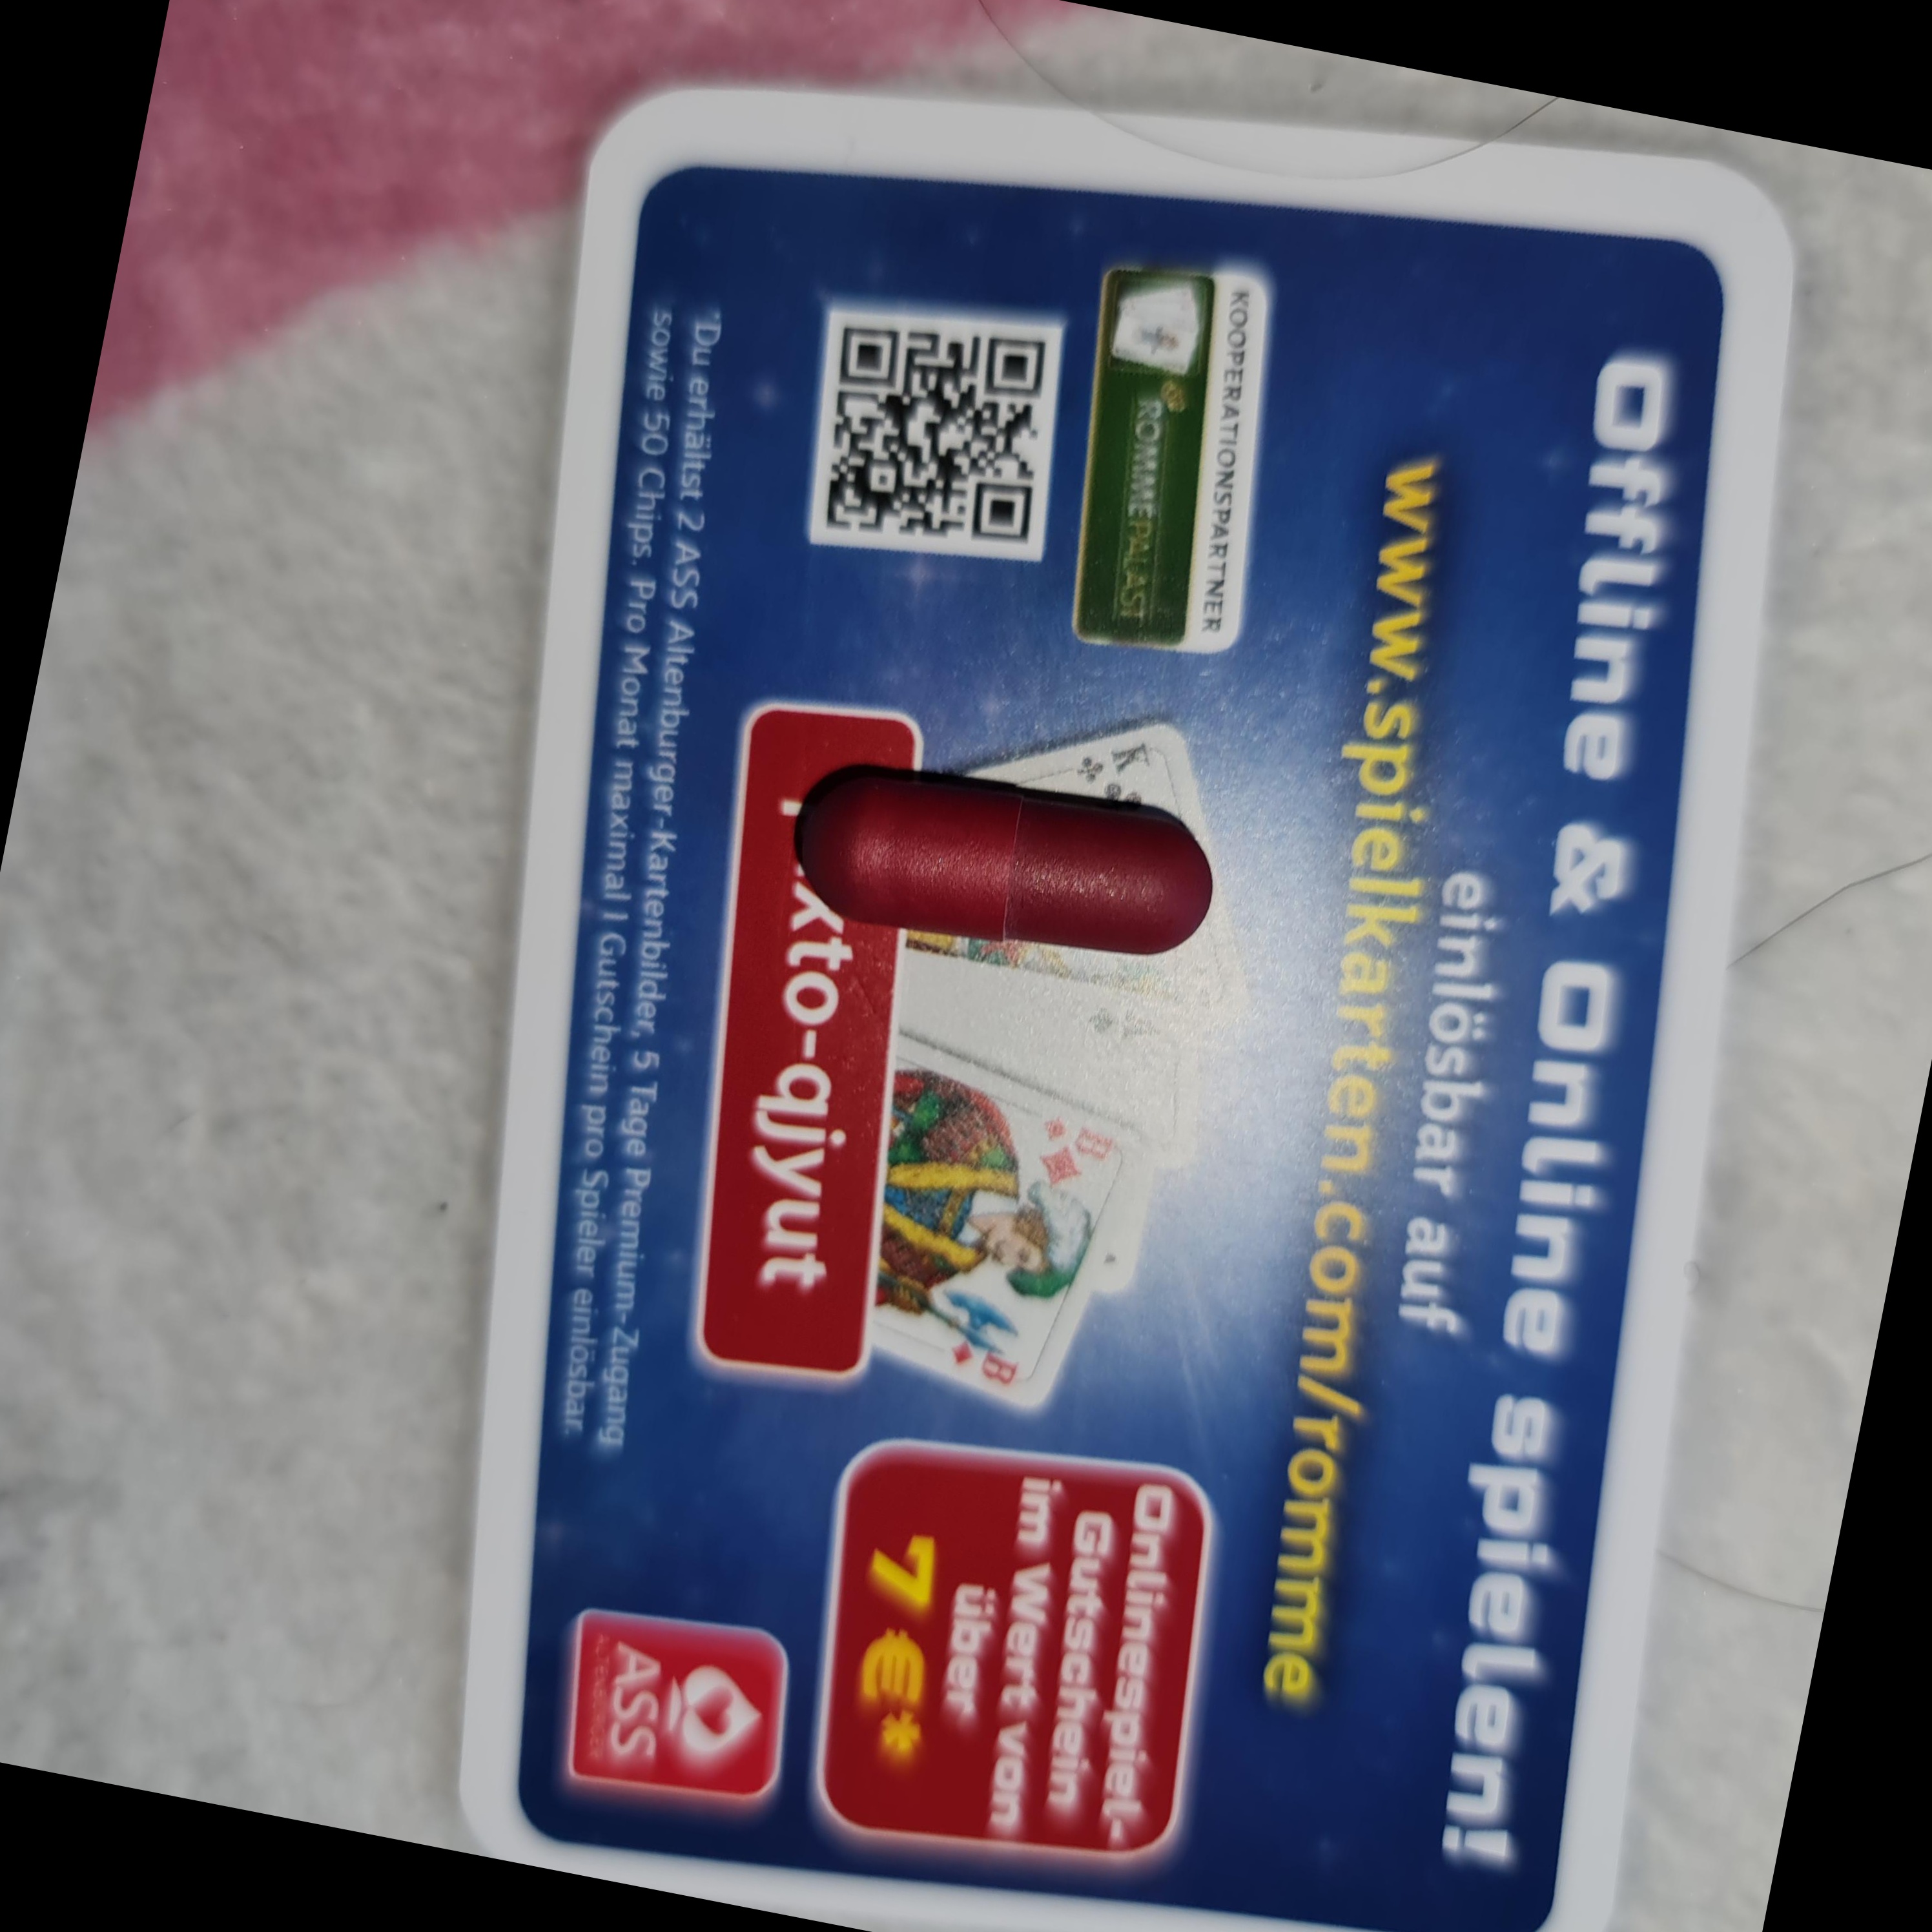 Offline & Online spielen!
einlösbar auf
www.spielkarten.com/romme
KOOPERATIONSPARTNER
ROMMÉPALAST
K
A
B
B
xto-qjyut
Onlinespiel-
Gutschein
im Wert von
über
7 €*
*Du erhältst 2 ASS Altenburger-Kartenbilder, 5 Tage Premium-Zugang
sowie 50 Chips. Pro Monat maximal 1 Gutschein pro Spieler einlösbar.
ASS
ALTENBURGER